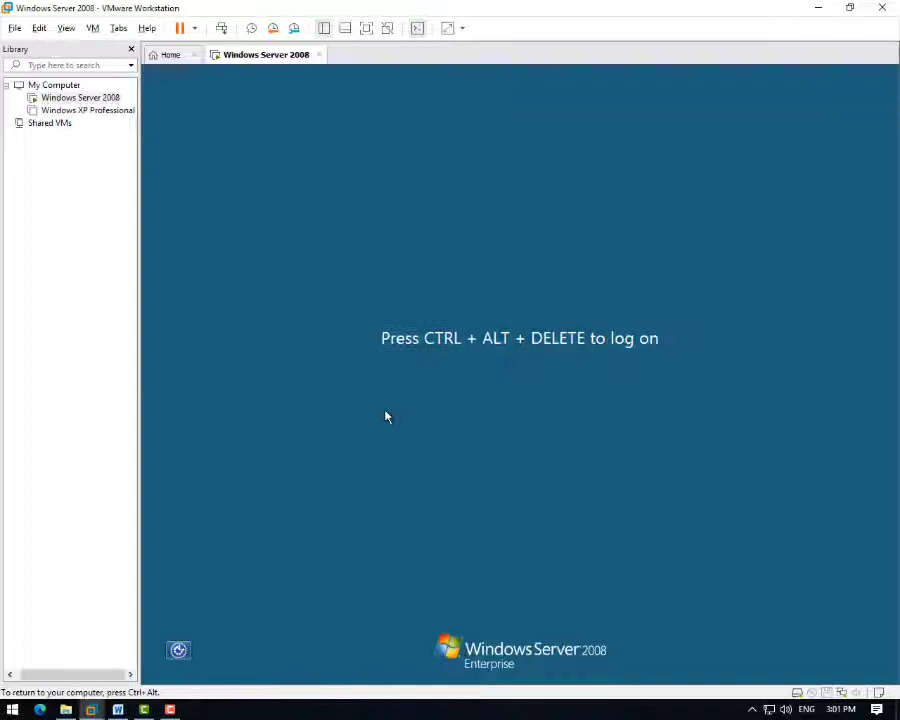 Windows Server 2008 - VMware Workstation
File Edit View VM Tabs Help
Library
Home
Windows Server 2008
Type here to search
My Computer
Windows Server 2008
Windows XP Professional
Shared VMs
Press CTRL + ALT + DELETE to log on
Windows Server 2008
Enterprise
To return to your computer, press Ctrl+Alt.
ENG
3:01 PM